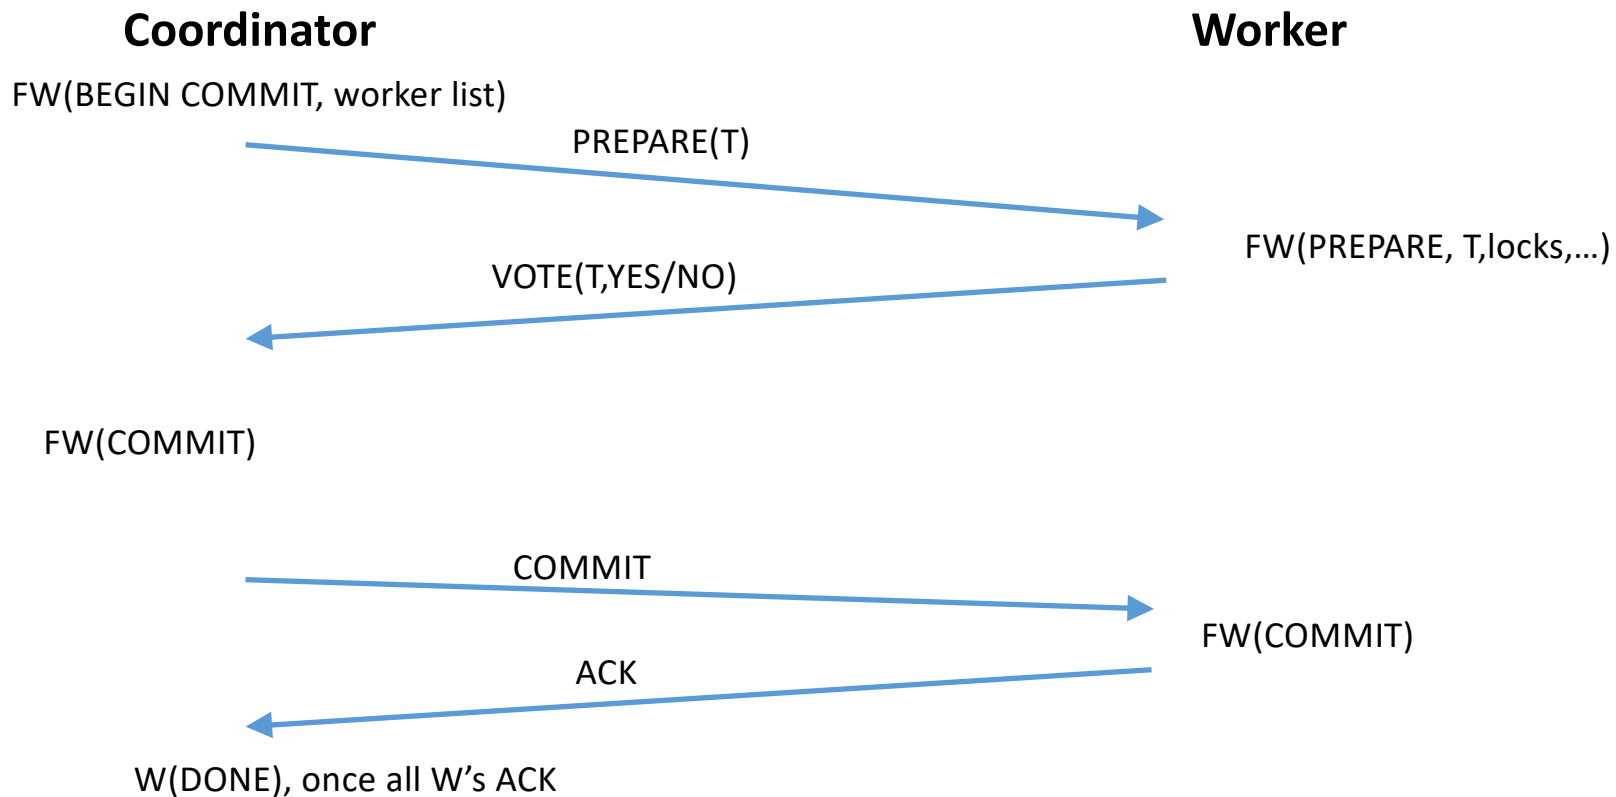 Coordinator
Worker
FW(BEGIN COMMIT, worker list)
PREPARE(T)
FW(PREPARE, T,locks,…)
VOTE(T,YES/NO)
FW(COMMIT)
COMMIT
FW(COMMIT)
ACK
W(DONE), once all W’s ACK